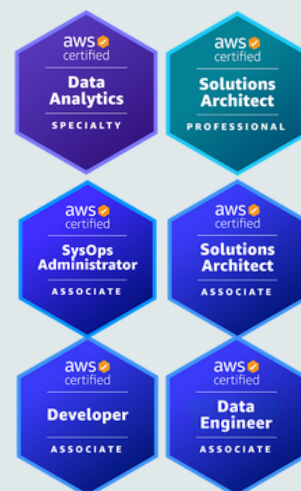 aws
certified
Data
Analytics
SPECIALTY
aws
certified
Solutions
Architect
PROFESSIONAL
aws
certified
SysOps
Administrator
ASSOCIATE
aws
certified
Solutions
Architect
ASSOCIATE
aws
certified
Developer
ASSOCIATE
aws
certified
Data
Engineer
ASSOCIATE